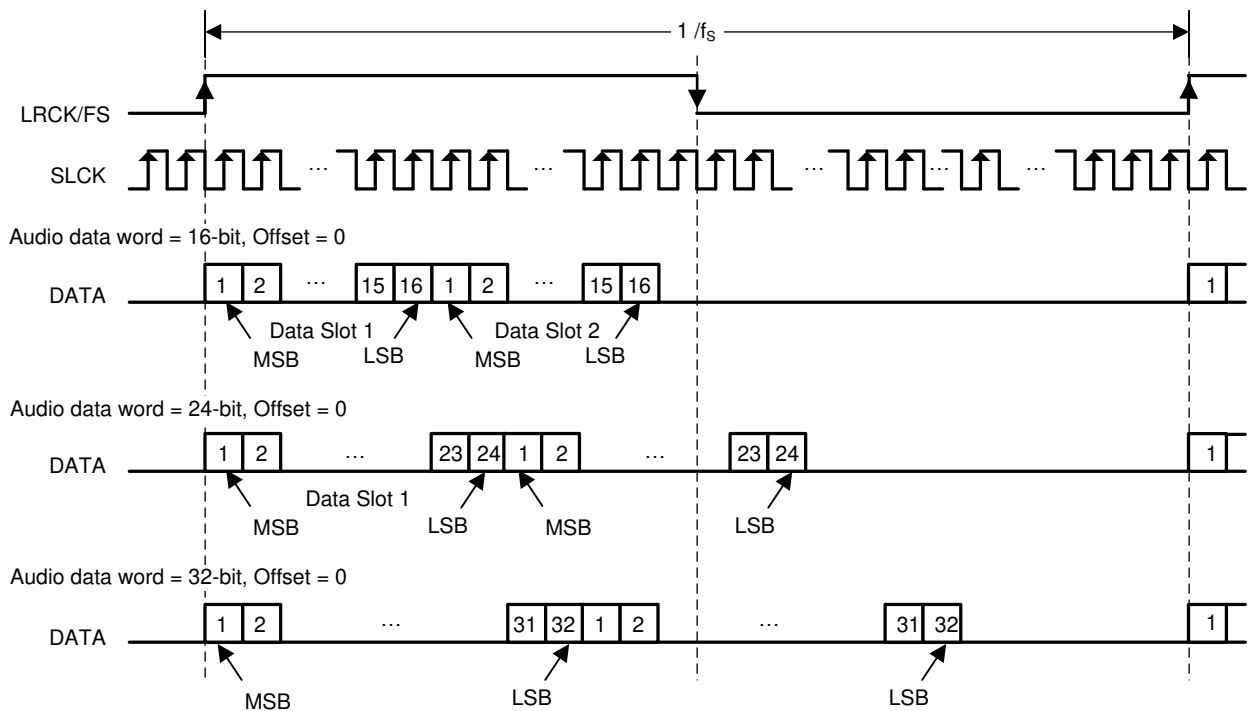 1 /fS
LRCK/FS
SLCK … … … … …
Audio data word = 16-bit, Offset = 0
DATA 1 2 … 15 16 1 2 … 15 16 1
Data Slot 1 Data Slot 2
MSB LSB MSB LSB
Audio data word = 24-bit, Offset = 0
DATA 1 2 … 23 24 1 2 … 23 24 1
Data Slot 1
MSB LSB MSB LSB
Audio data word = 32-bit, Offset = 0
DATA 1 2 … 31 32 1 2 … 31 32 1
MSB LSB LSB